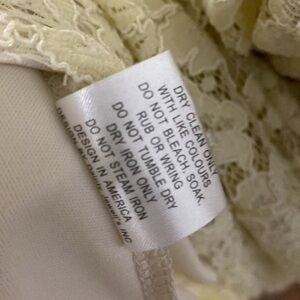 DRY CLEAN ONLY
WITH LIKE COLOURS
DO NOT BLEACH. SOAK,
RUB OR WRING
DO NOT TUMBLE DRY
DRY IRON ONLY
DO NOT STEAM IRON
DESIGN IN AMERICA
INC